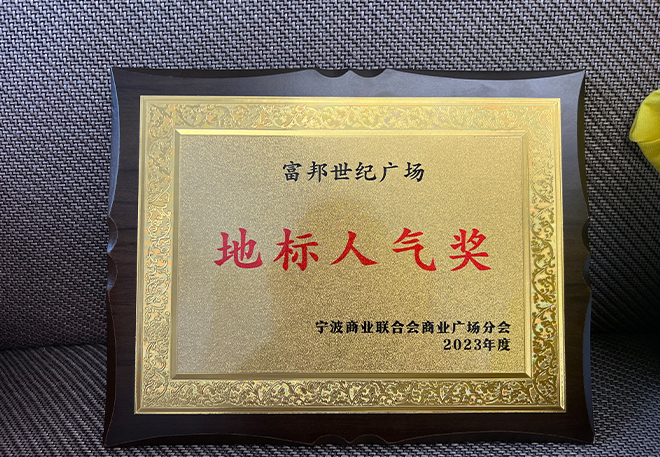 富邦世纪广场
地标人气奖
宁波商业联合会商业广场分会
2023年度